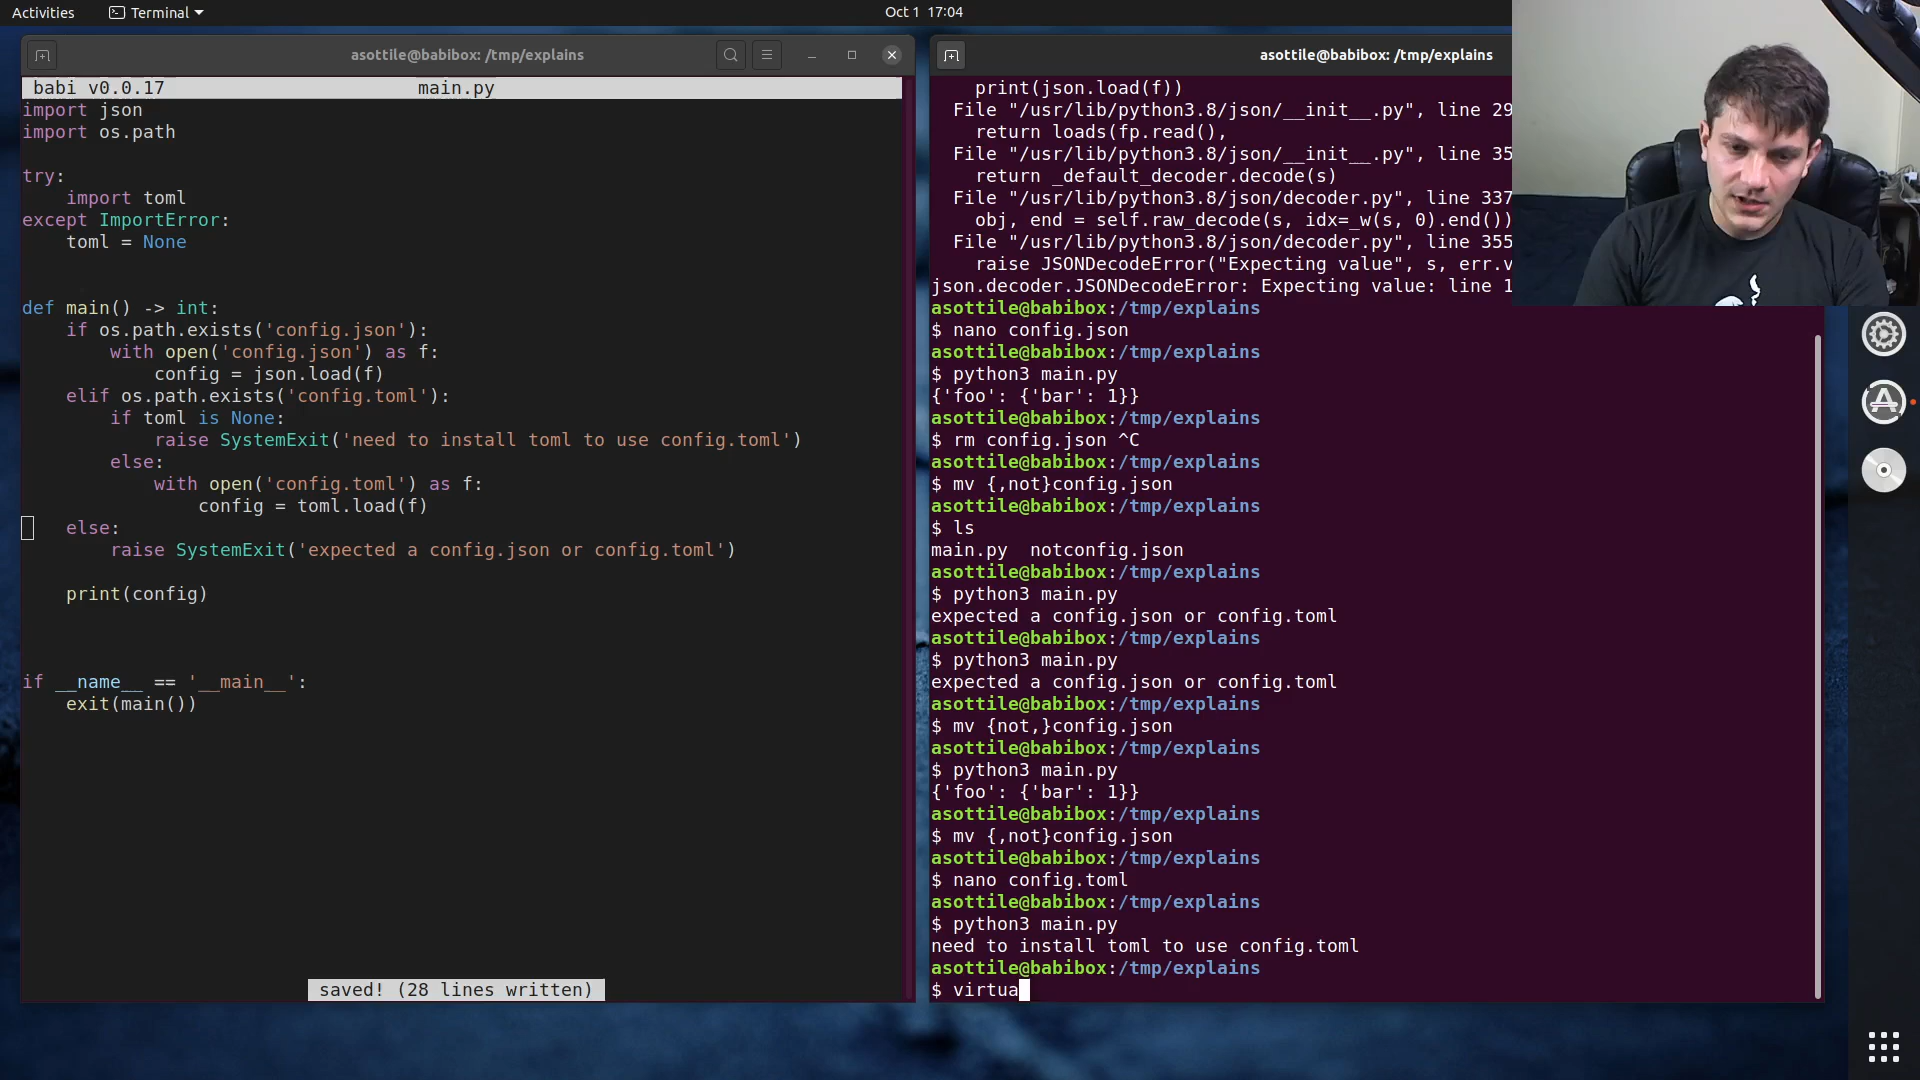 Activities
Terminal
Oct 1 17:04
asottile@babibox: /tmp/explains
babi v0.0.17 main.py
import json
import os.path
try:
import toml
except ImportError:
toml = None
def main() -> int:
if os.path.exists('config.json'):
with open('config.json') as f:
config = json.load(f)
elif os.path.exists('config.toml'):
if toml is None:
raise SystemExit('need to install toml to use config.toml')
else:
with open('config.toml') as f:
config = toml.load(f)
else:
raise SystemExit('expected a config.json or config.toml')
print(config)
if __name__ == '__main__':
exit(main())
saved! (28 lines written)
asottile@babibox: /tmp/explains
print(json.load(f))
File "/usr/lib/python3.8/json/__init__.py", line 29
return loads(fp.read(),
File "/usr/lib/python3.8/json/__init__.py", line 35
return _default_decoder.decode(s)
File "/usr/lib/python3.8/json/decoder.py", line 337
obj, end = self.raw_decode(s, idx=_w(s, 0).end())
File "/usr/lib/python3.8/json/decoder.py", line 355
raise JSONDecodeError("Expecting value", s, err.v
json.decoder.JSONDecodeError: Expecting value: line 1
asottile@babibox:/tmp/explains
$ nano config.json
asottile@babibox:/tmp/explains
$ python3 main.py
{'foo': {'bar': 1}}
asottile@babibox:/tmp/explains
$ rm config.json ^C
asottile@babibox:/tmp/explains
$ mv {,not}config.json
asottile@babibox:/tmp/explains
$ ls
main.py  notconfig.json
asottile@babibox:/tmp/explains
$ python3 main.py
expected a config.json or config.toml
asottile@babibox:/tmp/explains
$ python3 main.py
expected a config.json or config.toml
asottile@babibox:/tmp/explains
$ mv {not,}config.json
asottile@babibox:/tmp/explains
$ python3 main.py
{'foo': {'bar': 1}}
asottile@babibox:/tmp/explains
$ mv {,not}config.json
asottile@babibox:/tmp/explains
$ nano config.toml
asottile@babibox:/tmp/explains
$ python3 main.py
need to install toml to use config.toml
asottile@babibox:/tmp/explains
$ virtua